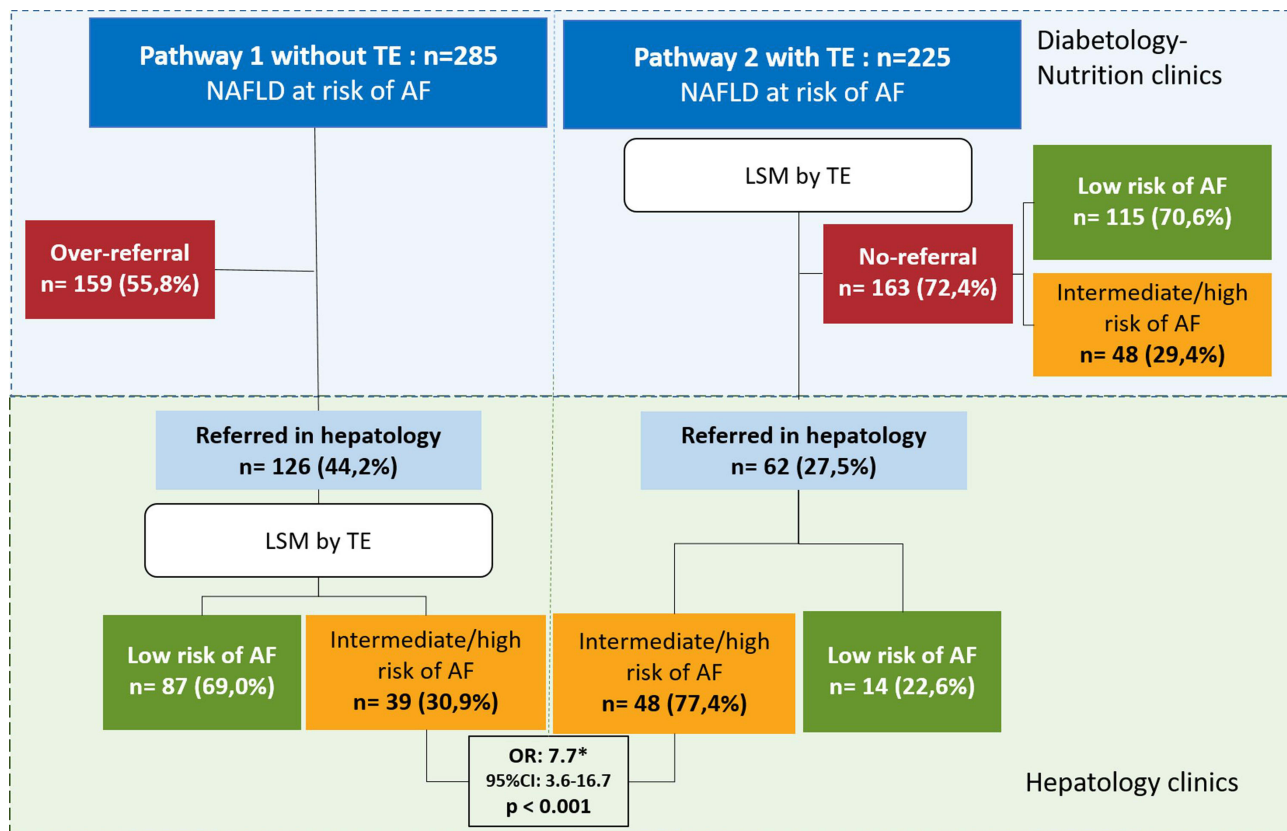 Pathway 1 without TE : n=285
NAFLD at risk of AF
Pathway 2 with TE : n=225
NAFLD at risk of AF
Diabetology-
Nutrition clinics
LSM by TE
Over-referral
n= 159 (55,8%)
No-referral
n= 163 (72,4%)
Low risk of AF
n= 115 (70,6%)
Intermediate/high
risk of AF
n= 48 (29,4%)
Referred in hepatology
n= 126 (44,2%)
Referred in hepatology
n= 62 (27,5%)
LSM by TE
Low risk of AF
n= 87 (69,0%)
Intermediate/high
risk of AF
n= 39 (30,9%)
Intermediate/high
risk of AF
n= 48 (77,4%)
Low risk of AF
n= 14 (22,6%)
OR: 7.7*
95%CI: 3.6-16.7
p < 0.001
Hepatology clinics